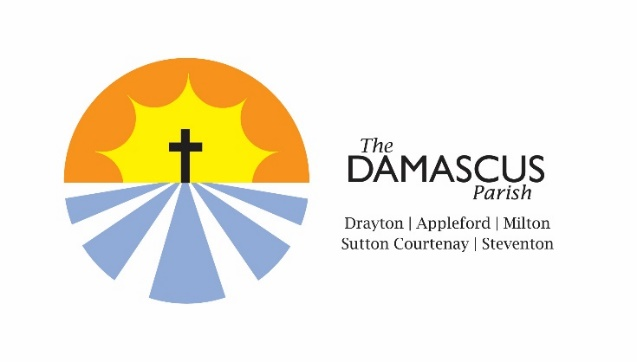 The
DAMASCUS
Parish
Drayton | Appleford | Milton
Sutton Courtenay | Steventon